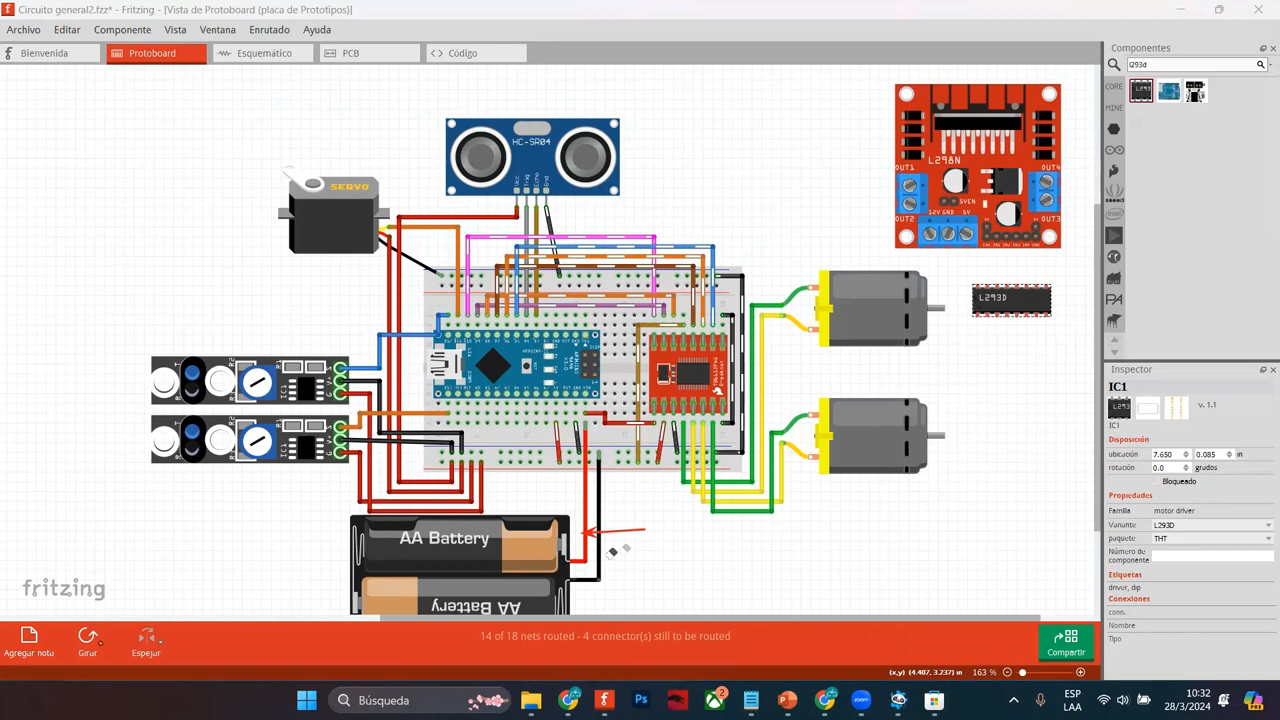 Circuito general2.fzz* - Fritzing - [Vista de Protoboard (placa de Prototipos)]
Archivo Editar Componente Vista Ventana Enrutado Ayuda
Bienvenida Protoboard Esquemático PCB Código
Componentes
l293d
CORE
MINE
HC-SR04
Vcc Trig Echo Gnd
SERVO
L298N
OUT1 OUT4
OUT2 12V GND 5V 5VEN OUT3
L293D
AA Battery
AA Battery
fritzing
Inspector
IC1
v. 1.1
IC1
Disposición
ubicación 7.650 0.085 in
rotación 0.0 grados
Bloqueado
Propiedades
Familia motor driver
Variante L293D
paquete THT
Número de componente
Etiquetas
driver, dip
Conexiones
conn.
Nombre
Tipo
14 of 18 nets routed - 4 connector(s) still to be routed
Agregar nota Girar Espejar Compartir
(x,y) (4.407, 3.237) in 163 %
Búsqueda
2
ESP
LAA
10:32
28/3/2024